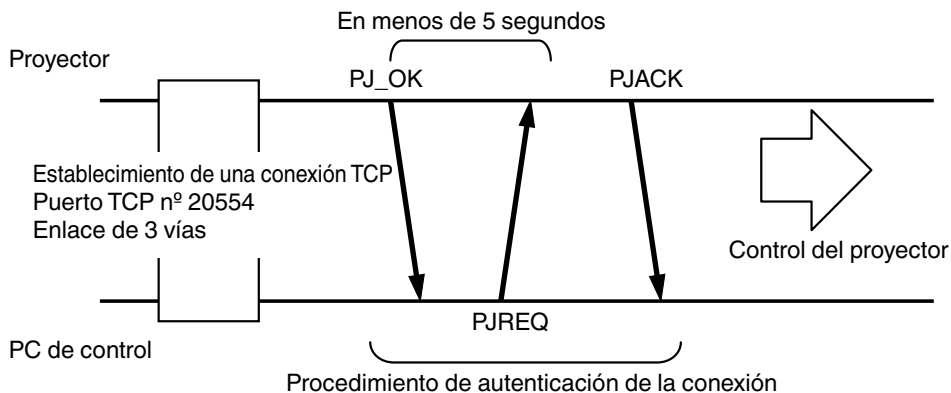 En menos de 5 segundos
Proyector
PJ_OK
PJACK
Establecimiento de una conexión TCP
Puerto TCP nº 20554
Enlace de 3 vías
Control del proyector
PJREQ
PC de control
Procedimiento de autenticación de la conexión